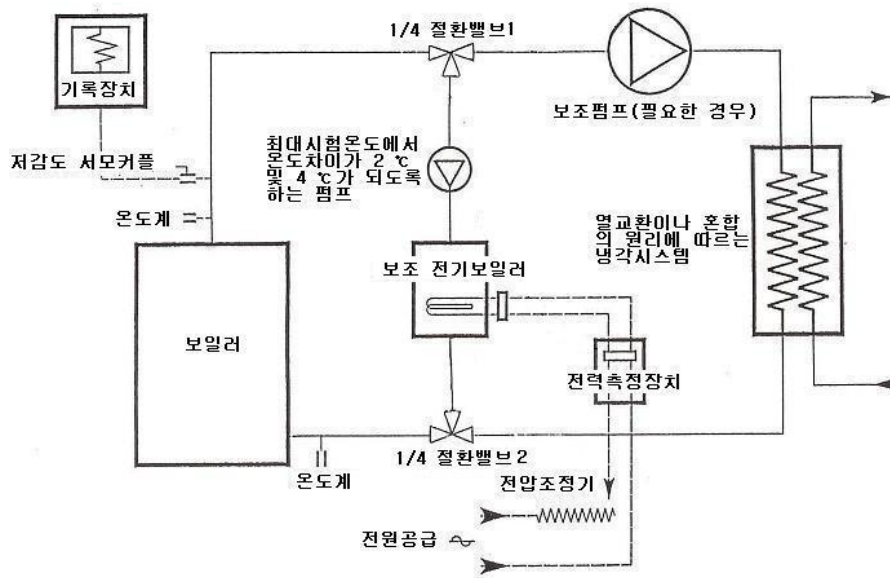 1/4 절환밸브1
기록장치
보조펌프(필요한 경우)
최대시험온도에서
온도차이가 2 ℃
및 4 ℃가 되도록
하는 펌프
저감도 서모커플
온도계
열교환이나 혼합
의 원리에 따르는
냉각시스템
보조 전기보일러
보일러
전력측정장치
1/4 절환밸브2
온도계
전압조정기
전원공급